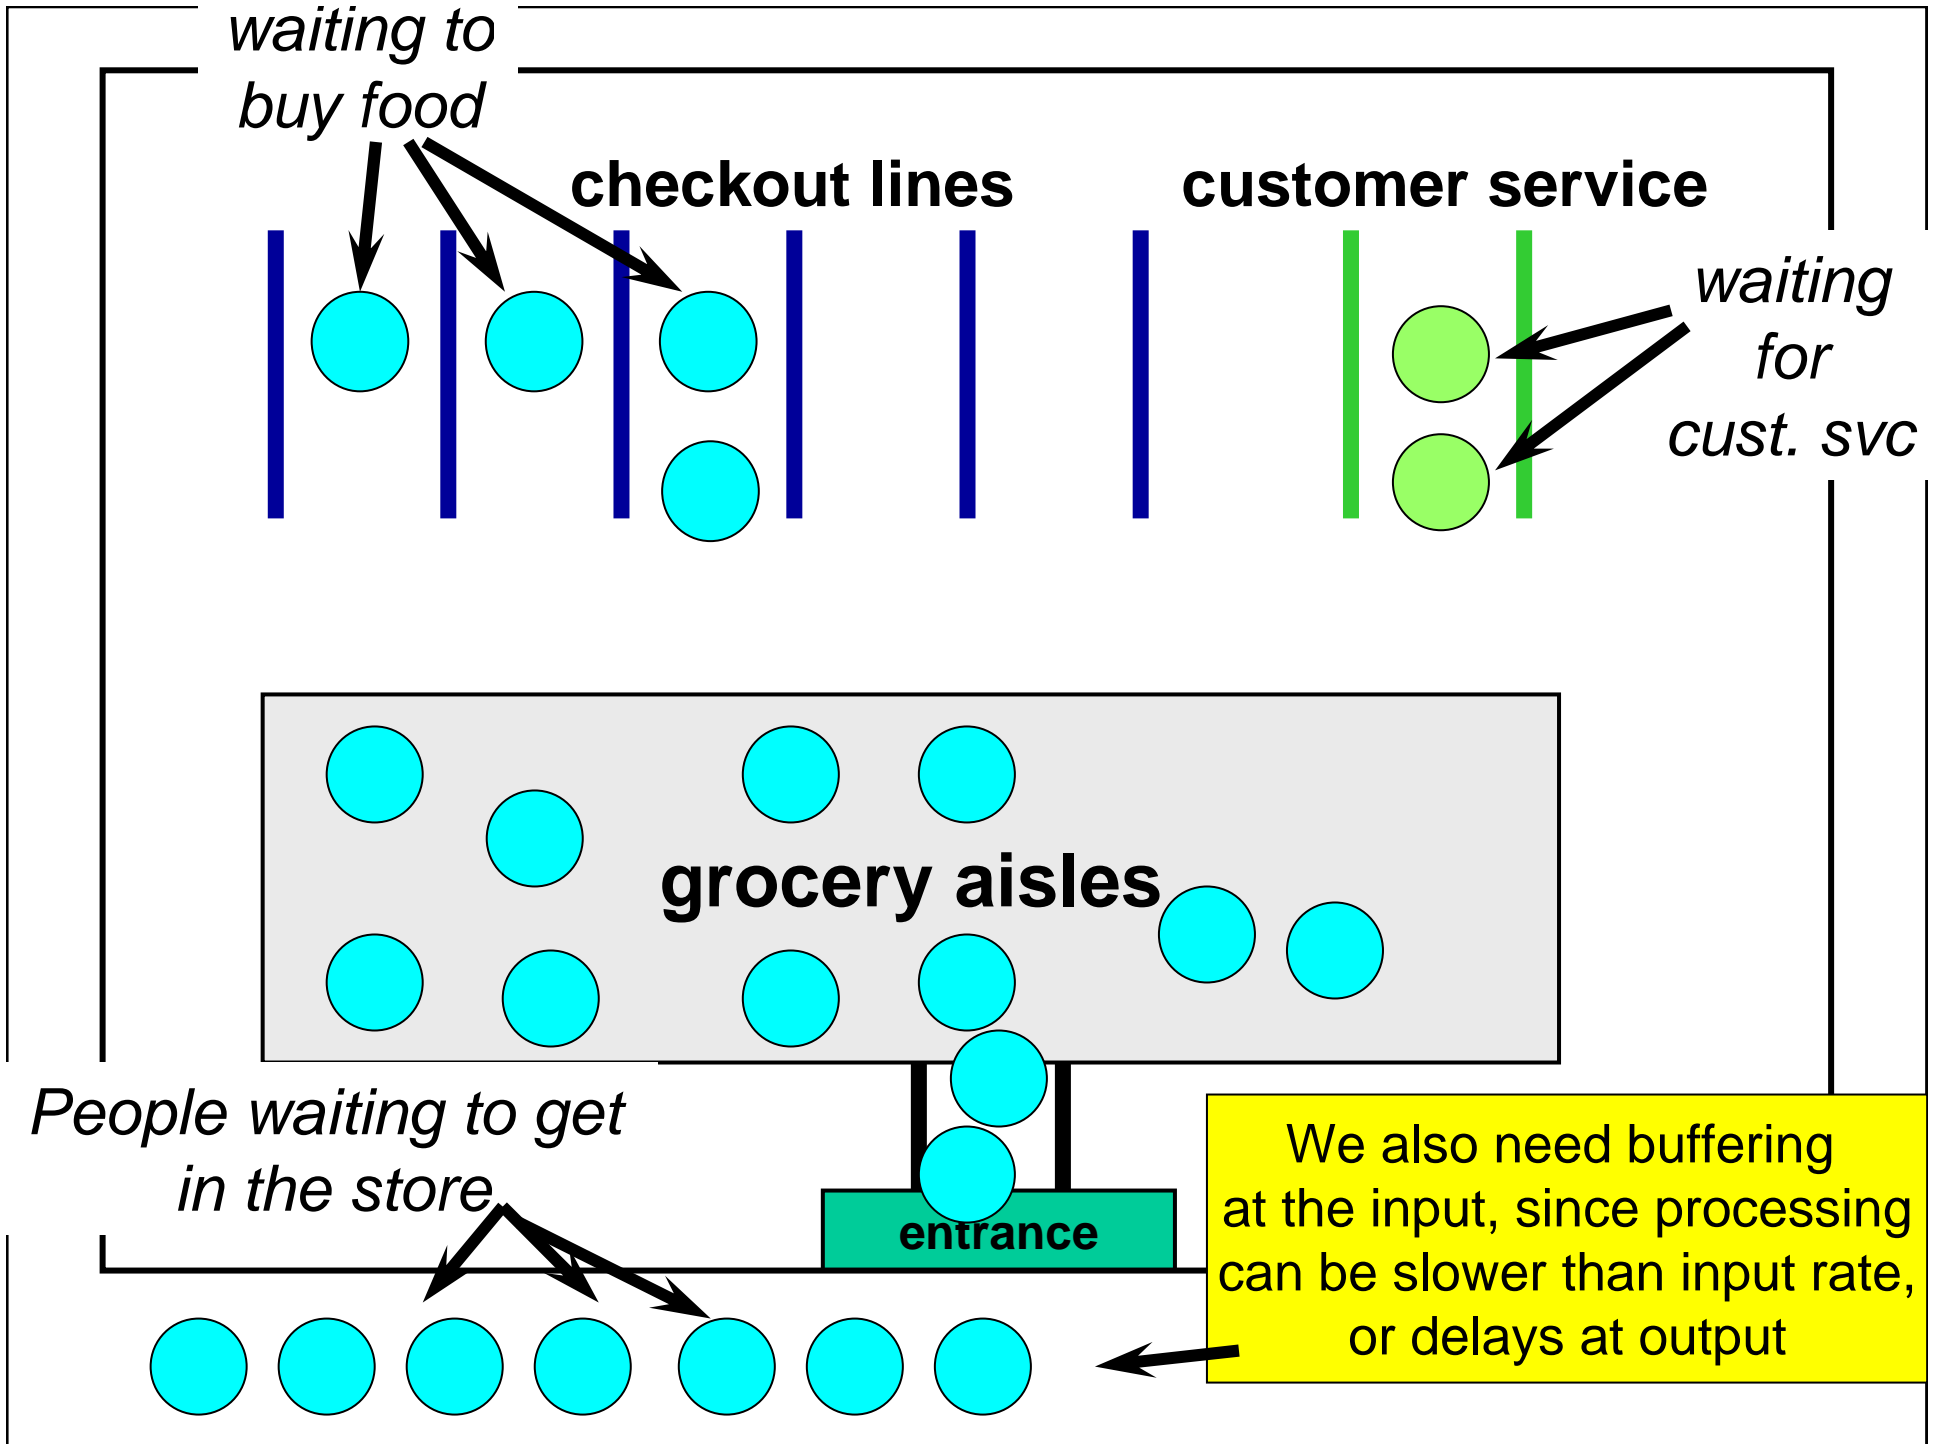 waiting to
buy food
checkout lines
customer service
waiting
for
cust. svc
grocery aisles
People waiting to get
in the store
entrance
We also need buffering
at the input, since processing
can be slower than input rate,
or delays at output